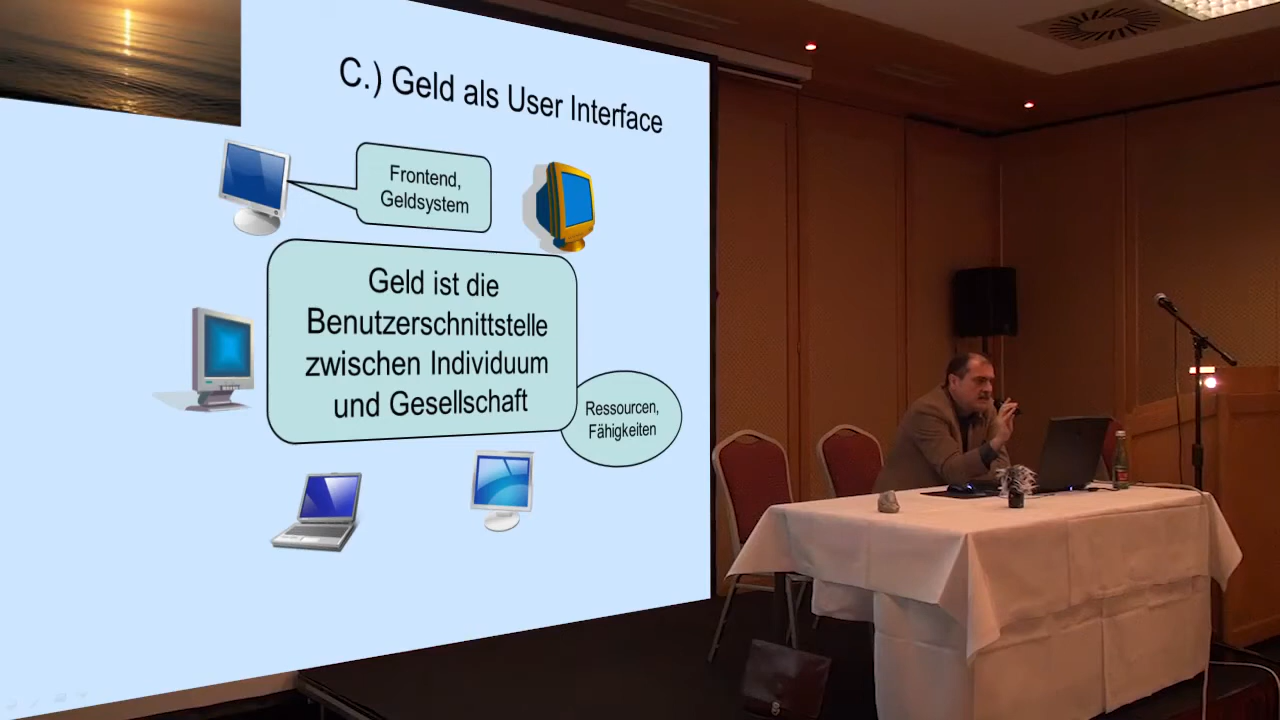 C.) Geld als User Interface
Frontend,
Geldsystem
Geld ist die
Benutzerschnittstelle
zwischen Individuum
und Gesellschaft
Ressourcen,
Fähigkeiten